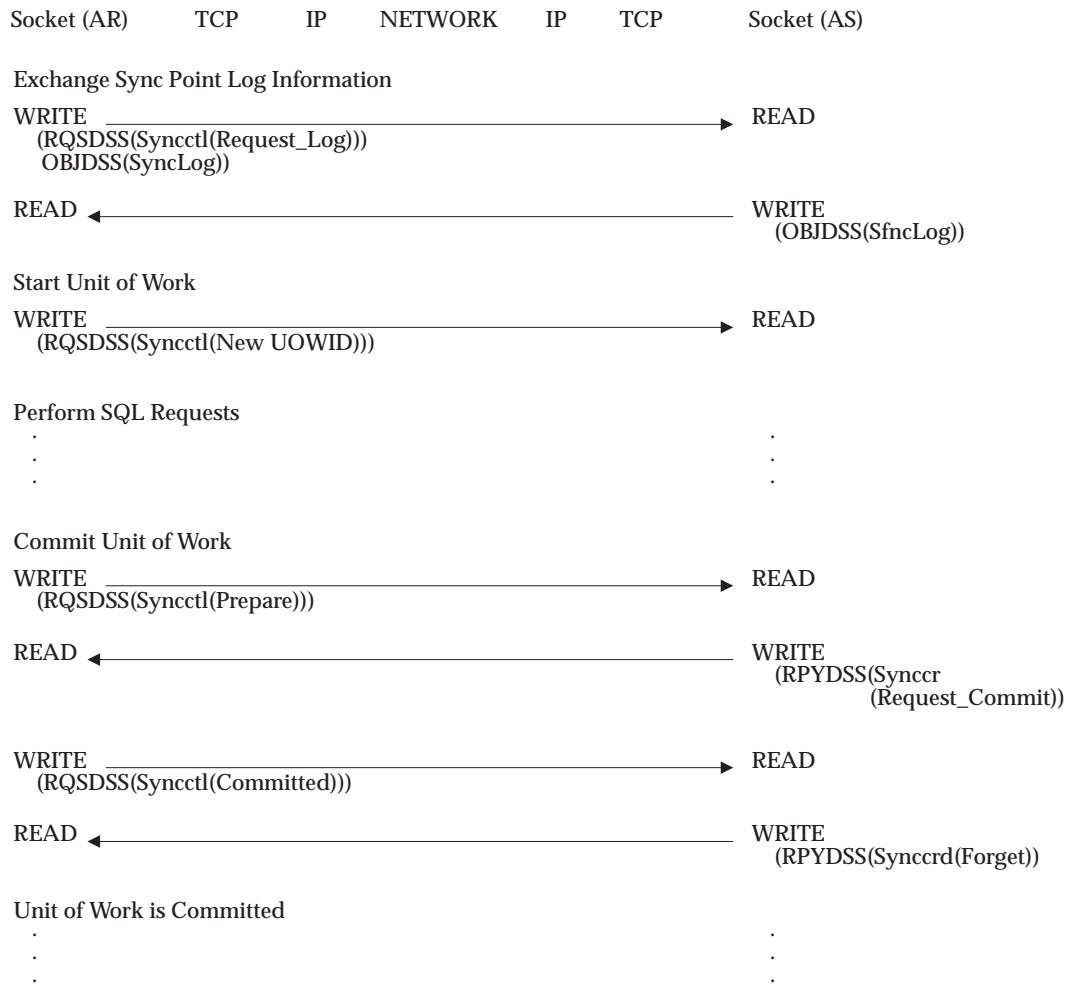 Socket (AR) TCP IP NETWORK IP TCP Socket (AS)
Exchange Sync Point Log Information
WRITE READ
(RQSDSS(Syncctl(Request_Log)))
OBJDSS(SyncLog))
READ WRITE
(OBJDSS(SfncLog))
Start Unit of Work
WRITE READ
(RQSDSS(Syncctl(New UOWID)))
Perform SQL Requests
. .
. .
. .
Commit Unit of Work
WRITE READ
(RQSDSS(Syncctl(Prepare)))
READ WRITE
(RPYDSS(Synccr
(Request_Commit))
WRITE READ
(RQSDSS(Syncctl(Committed)))
READ WRITE
(RPYDSS(Synccrd(Forget))
Unit of Work is Committed
. .
. .
. .